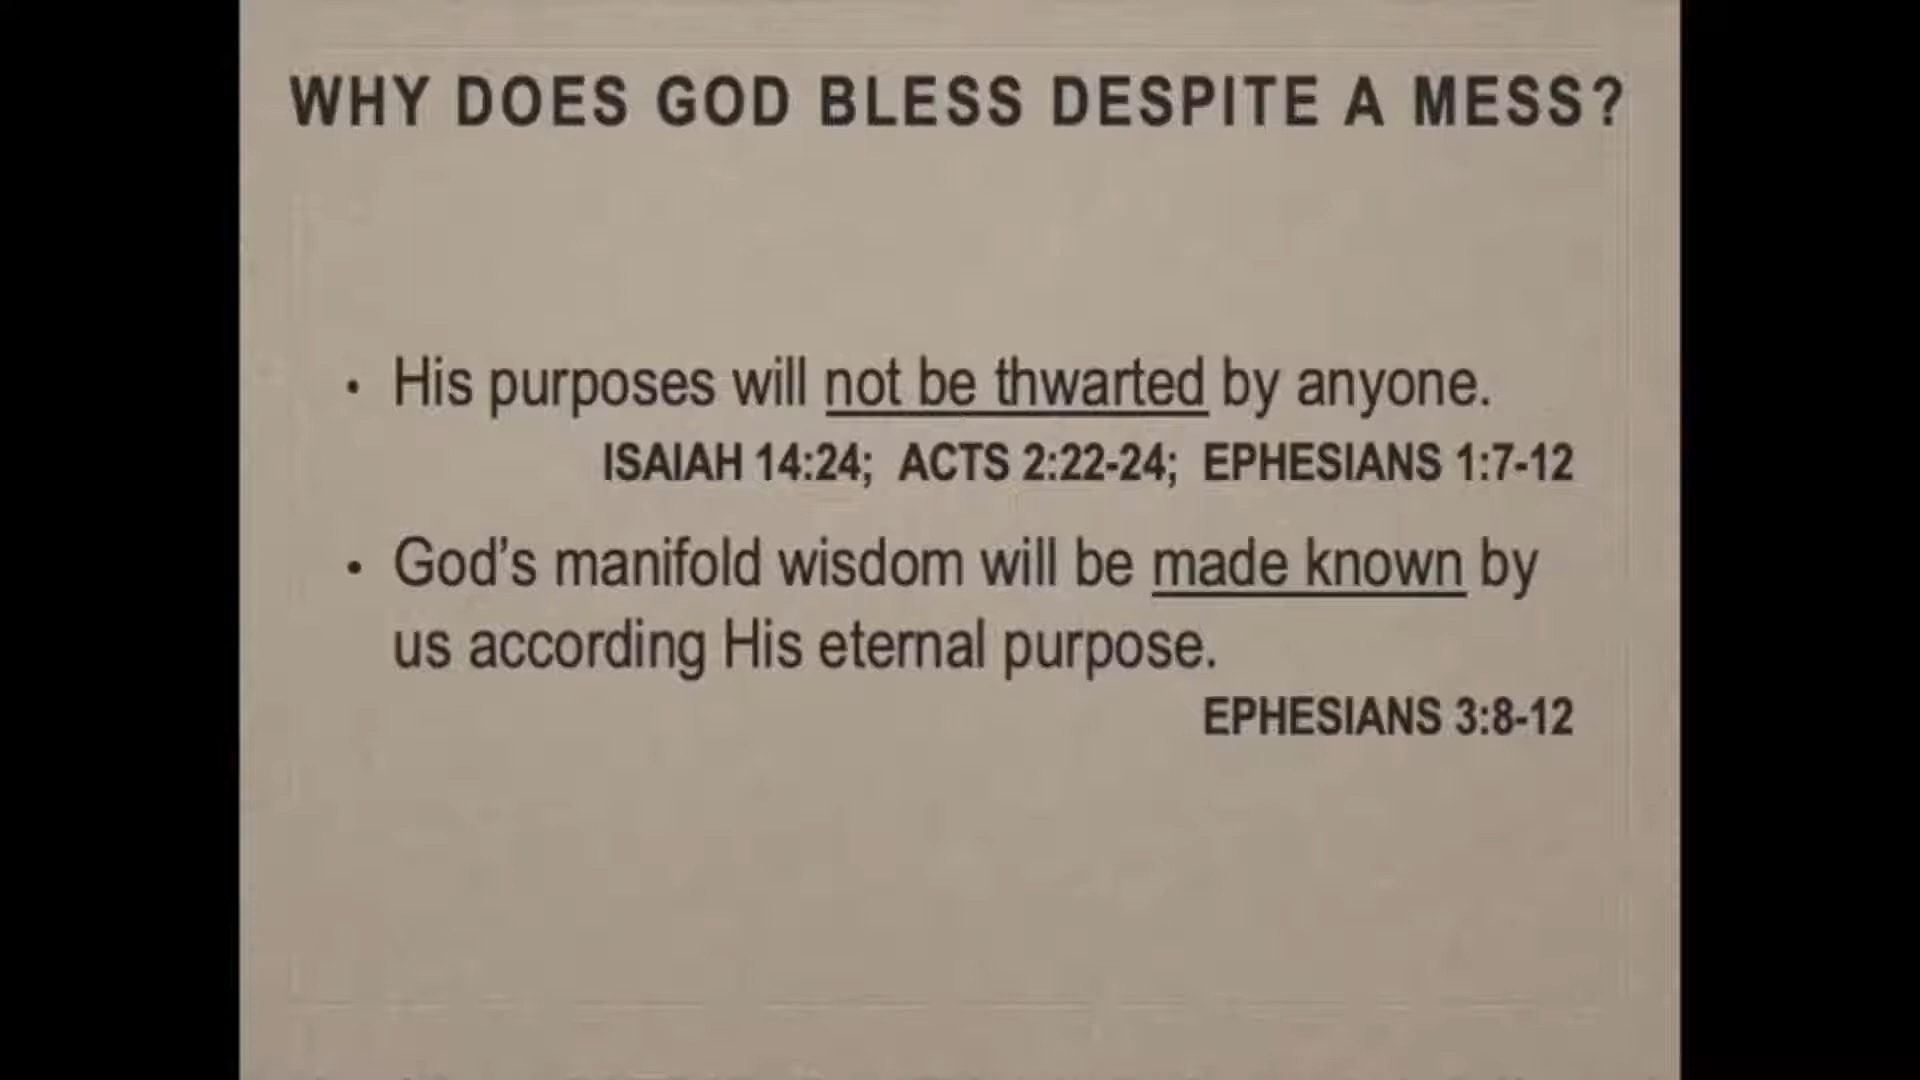 WHY DOES GOD BLESS DESPITE A MESS?
• His purposes will not be thwarted by anyone.
ISAIAH 14:24; ACTS 2:22-24; EPHESIANS 1:7-12
• God's manifold wisdom will be made known by
us according His eternal purpose.
EPHESIANS 3:8-12